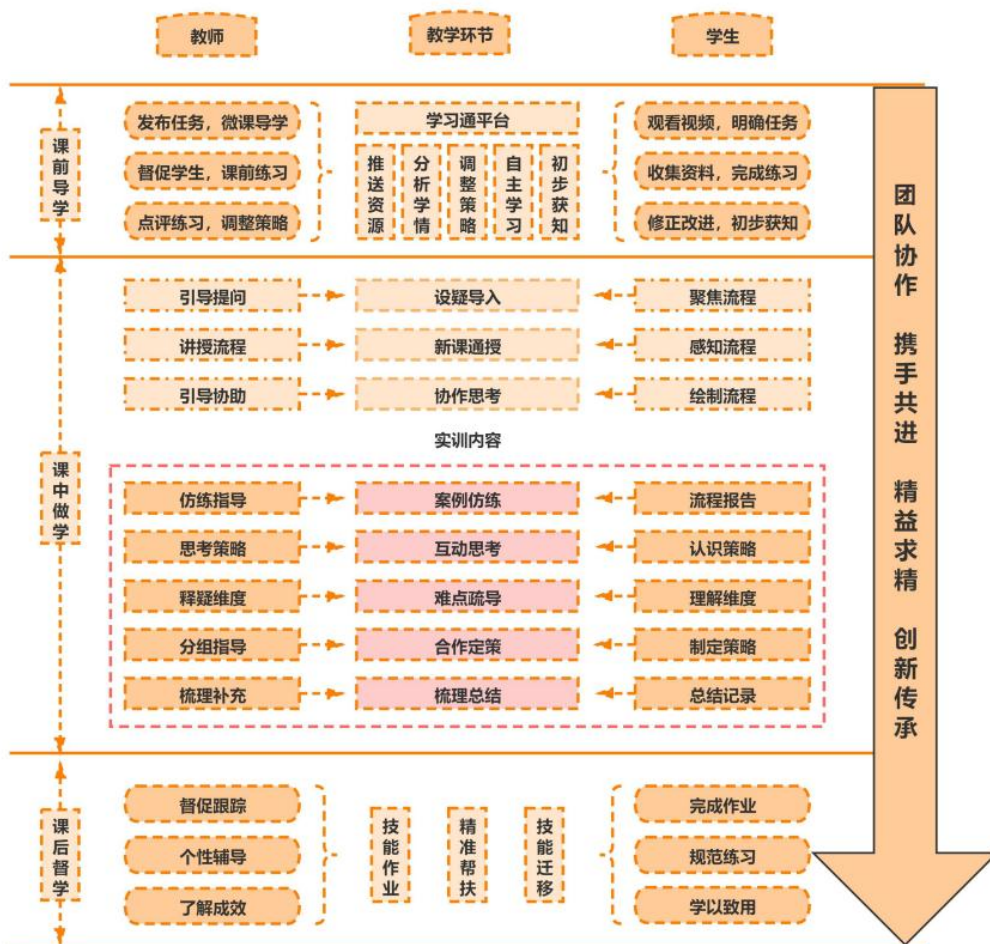 教师
教学环节
学生
课前导学
发布任务，微课导学
督促学生，课前练习
点评练习，调整策略
学习通平台
推送资源
分析学情
调整策略
自主学习
初步获知
观看视频，明确任务
收集资料，完成练习
修正改进，初步获知
课中做学
引导提问
设疑导入
聚焦流程
讲授流程
新课通授
感知流程
引导协助
协作思考
绘制流程
实训内容
仿练指导
案例仿练
流程报告
思考策略
互动思考
认识策略
释疑维度
难点疏导
理解维度
分组指导
合作定策
制定策略
梳理补充
梳理总结
总结记录
课后督学
督促跟踪
个性辅导
了解成效
技能作业
精准帮扶
技能迁移
完成作业
规范练习
学以致用
团队协作 携手共进 精益求精 创新传承